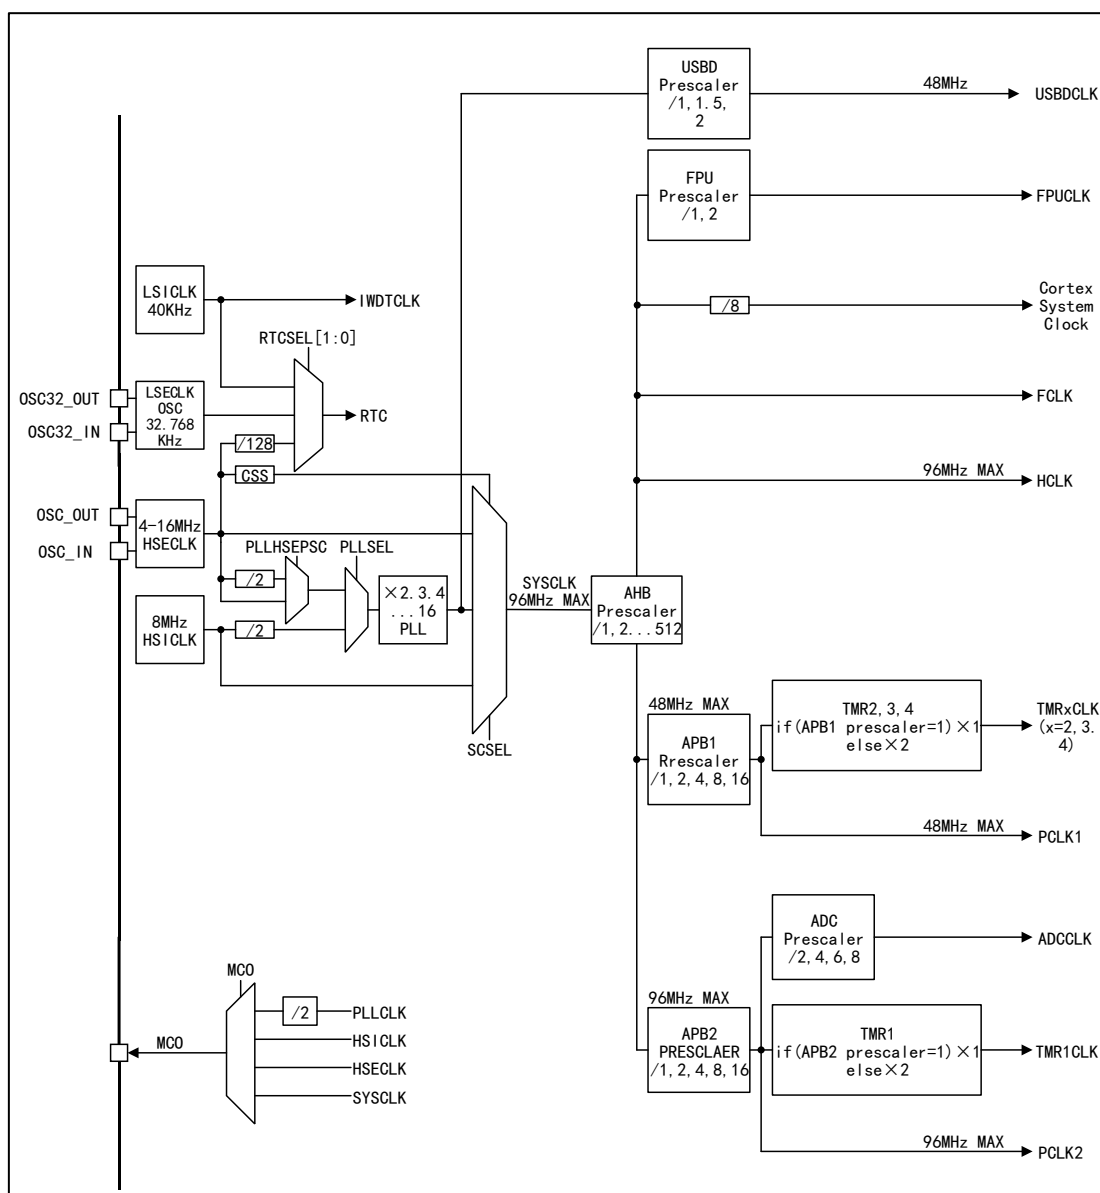 USBD
Prescaler
/1, 1.5,
2
48MHz
USBDCLK
FPU
Prescaler
/1, 2
FPUCLK
LSICLK
40KHz
IWDTCLK
/8
Cortex
System
Clock
RTCSEL[1:0]
OSC32_OUT
OSC32_IN
LSECLK
OSC
32.768
KHz
RTC
FCLK
/128
CSS
96MHz MAX
HCLK
OSC_OUT
OSC_IN
4-16MHz
HSECLK
PLLHSEPSC
PLLSEL
/2
×2.3.4
...16
PLL
SYSCLK
96MHz MAX
AHB
Prescaler
/1, 2...512
8MHz
HSICLK
/2
SCSEL
48MHz MAX
APB1
Rrescaler
/1, 2, 4, 8, 16
TMR2, 3, 4
if(APB1 prescaler=1)×1
else×2
TMRxCLK
(x=2, 3.
4)
48MHz MAX
PCLK1
ADC
Prescaler
/2, 4, 6, 8
ADCCLK
MCO
/2
PLLCLK
HSICLK
HSECLK
SYSCLK
MCO
96MHz MAX
APB2
PRESCLAER
/1, 2, 4, 8, 16
TMR1
if(APB2 prescaler=1)×1
else×2
TMR1CLK
96MHz MAX
PCLK2